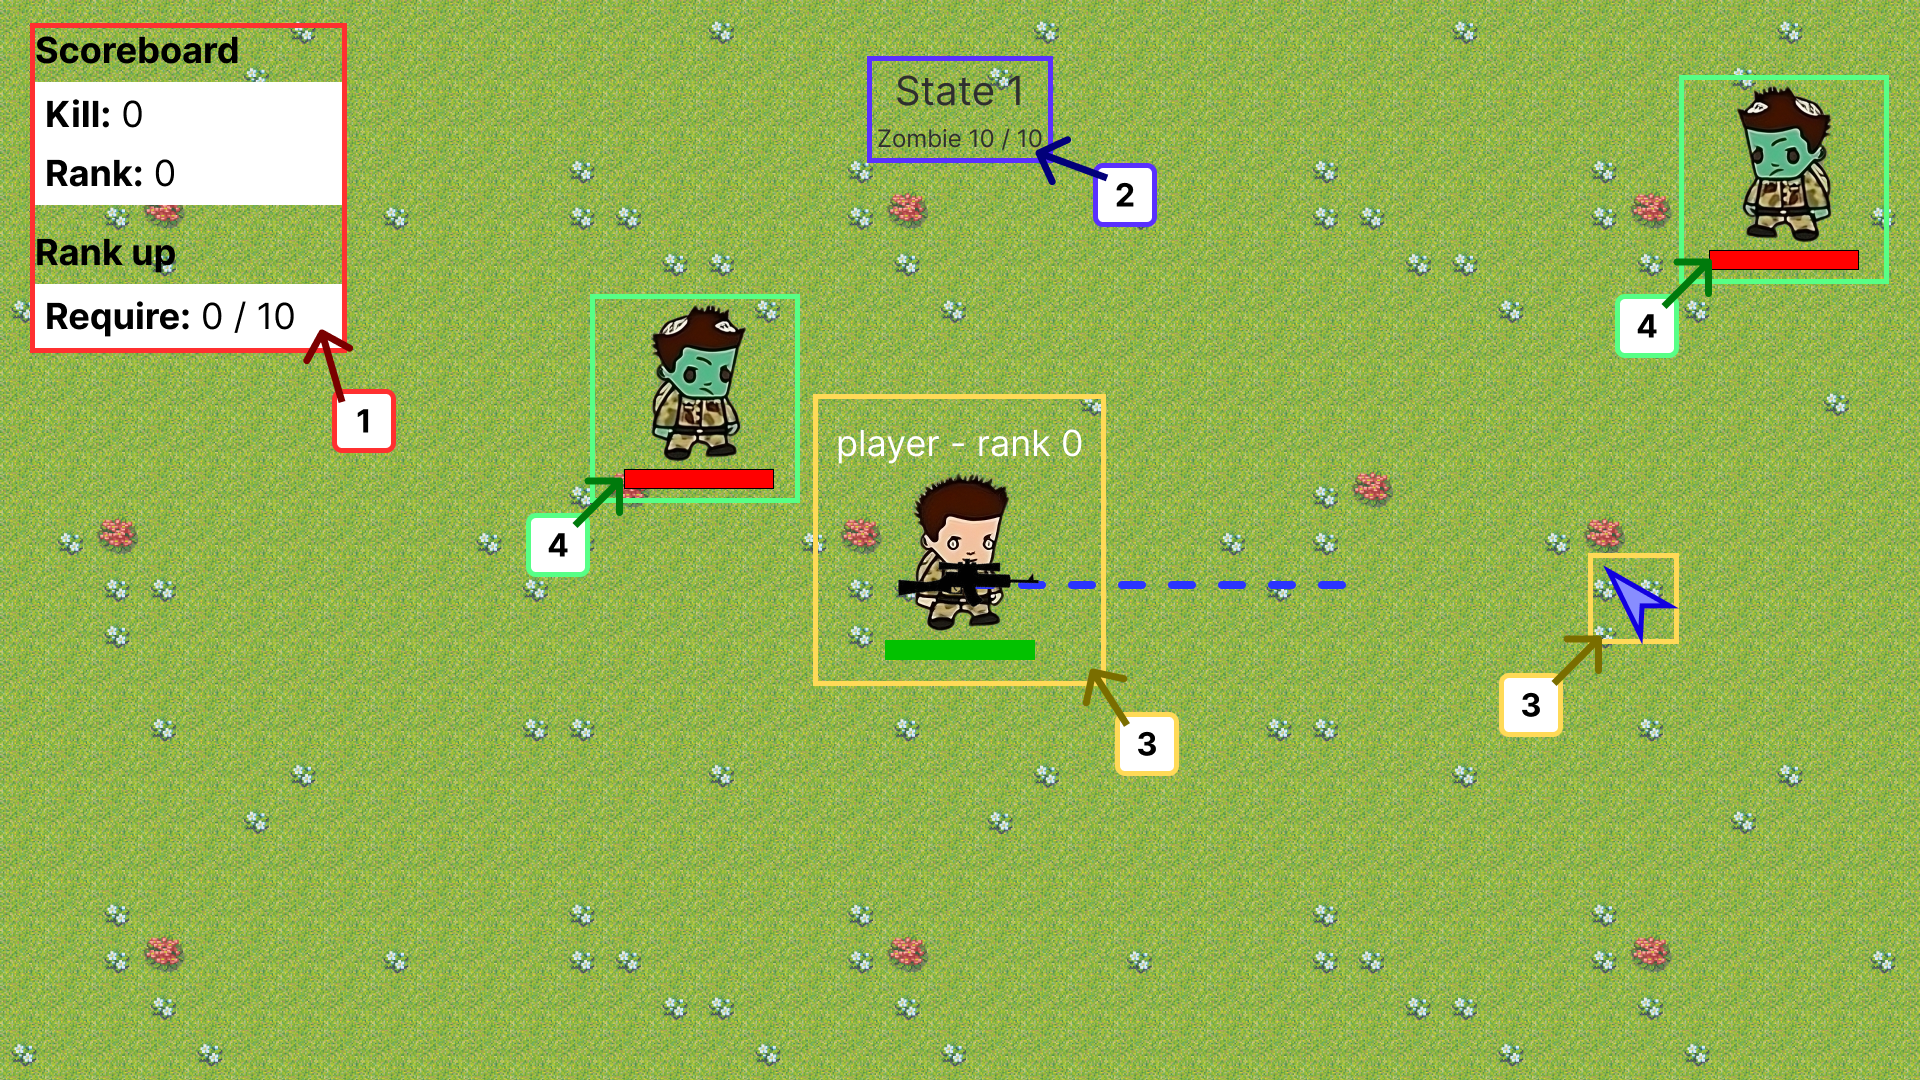 Scoreboard
Kill: 0
Rank: 0
Rank up
Require: 0 / 10
1
State 1
Zombie 10 / 10
2
4
4
player - rank 0
3
3